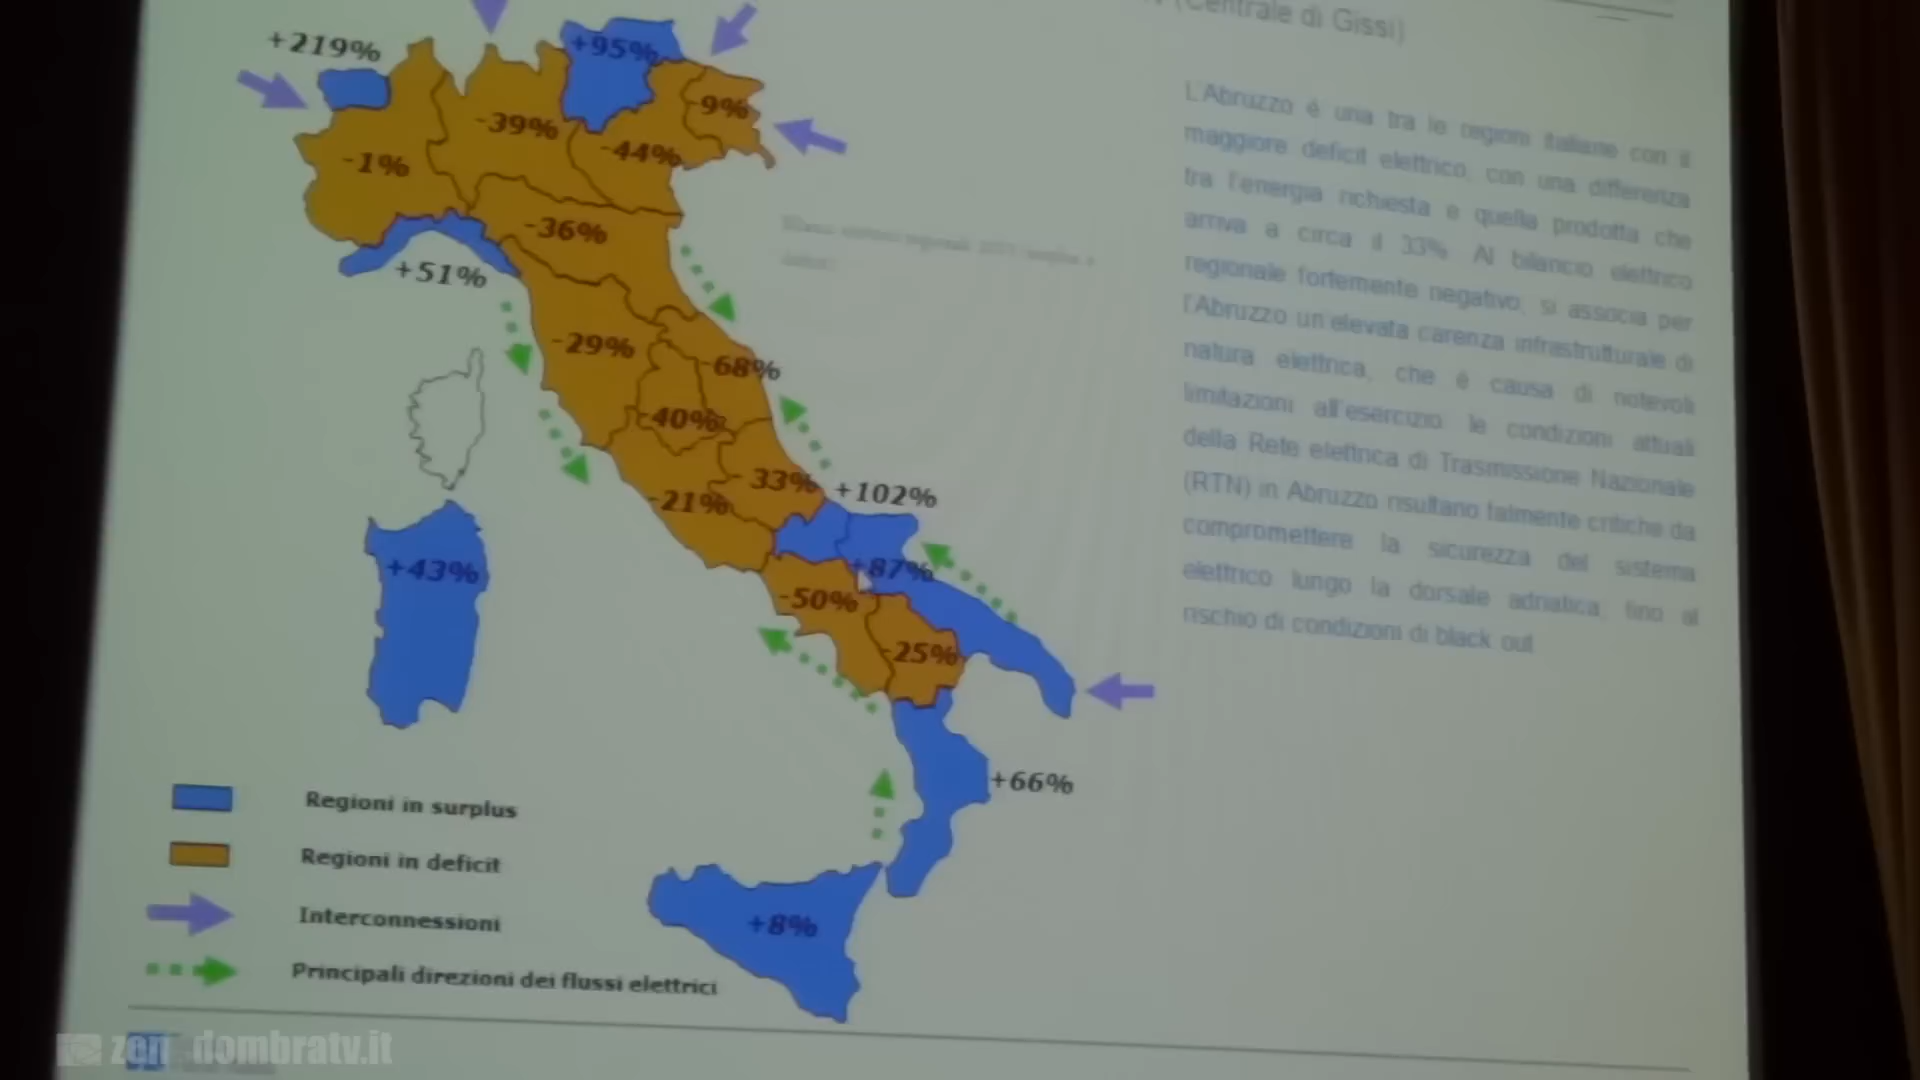 (Centrale di Gissi)
+219%
+95%
-9%
-39%
-44%
-1%
-36%
+51%
-29%
-68%
-40%
-33%
-21%
+102%
+87%
-50%
-25%
+43%
+66%
+8%
Regioni in surplus
Regioni in deficit
Interconnessioni
Principali direzioni dei flussi elettrici
L'Abruzzo è una tra le regioni italiane con il
maggiore deficit elettrico, con una differenza
tra l'energia richiesta e quella prodotta che
arriva a circa il 33%. Al bilancio elettrico
regionale fortemente negativo, si associa per
l'Abruzzo un'elevata carenza infrastrutturale di
natura elettrica, che è causa di notevoli
limitazioni all'esercizio: le condizioni attuali
della Rete elettrica di Trasmissione Nazionale
(RTN) in Abruzzo risultano talmente critiche da
compromettere la sicurezza del sistema
elettrico lungo la dorsale adriatica, fino al
rischio di condizioni di black out
dombratv.it